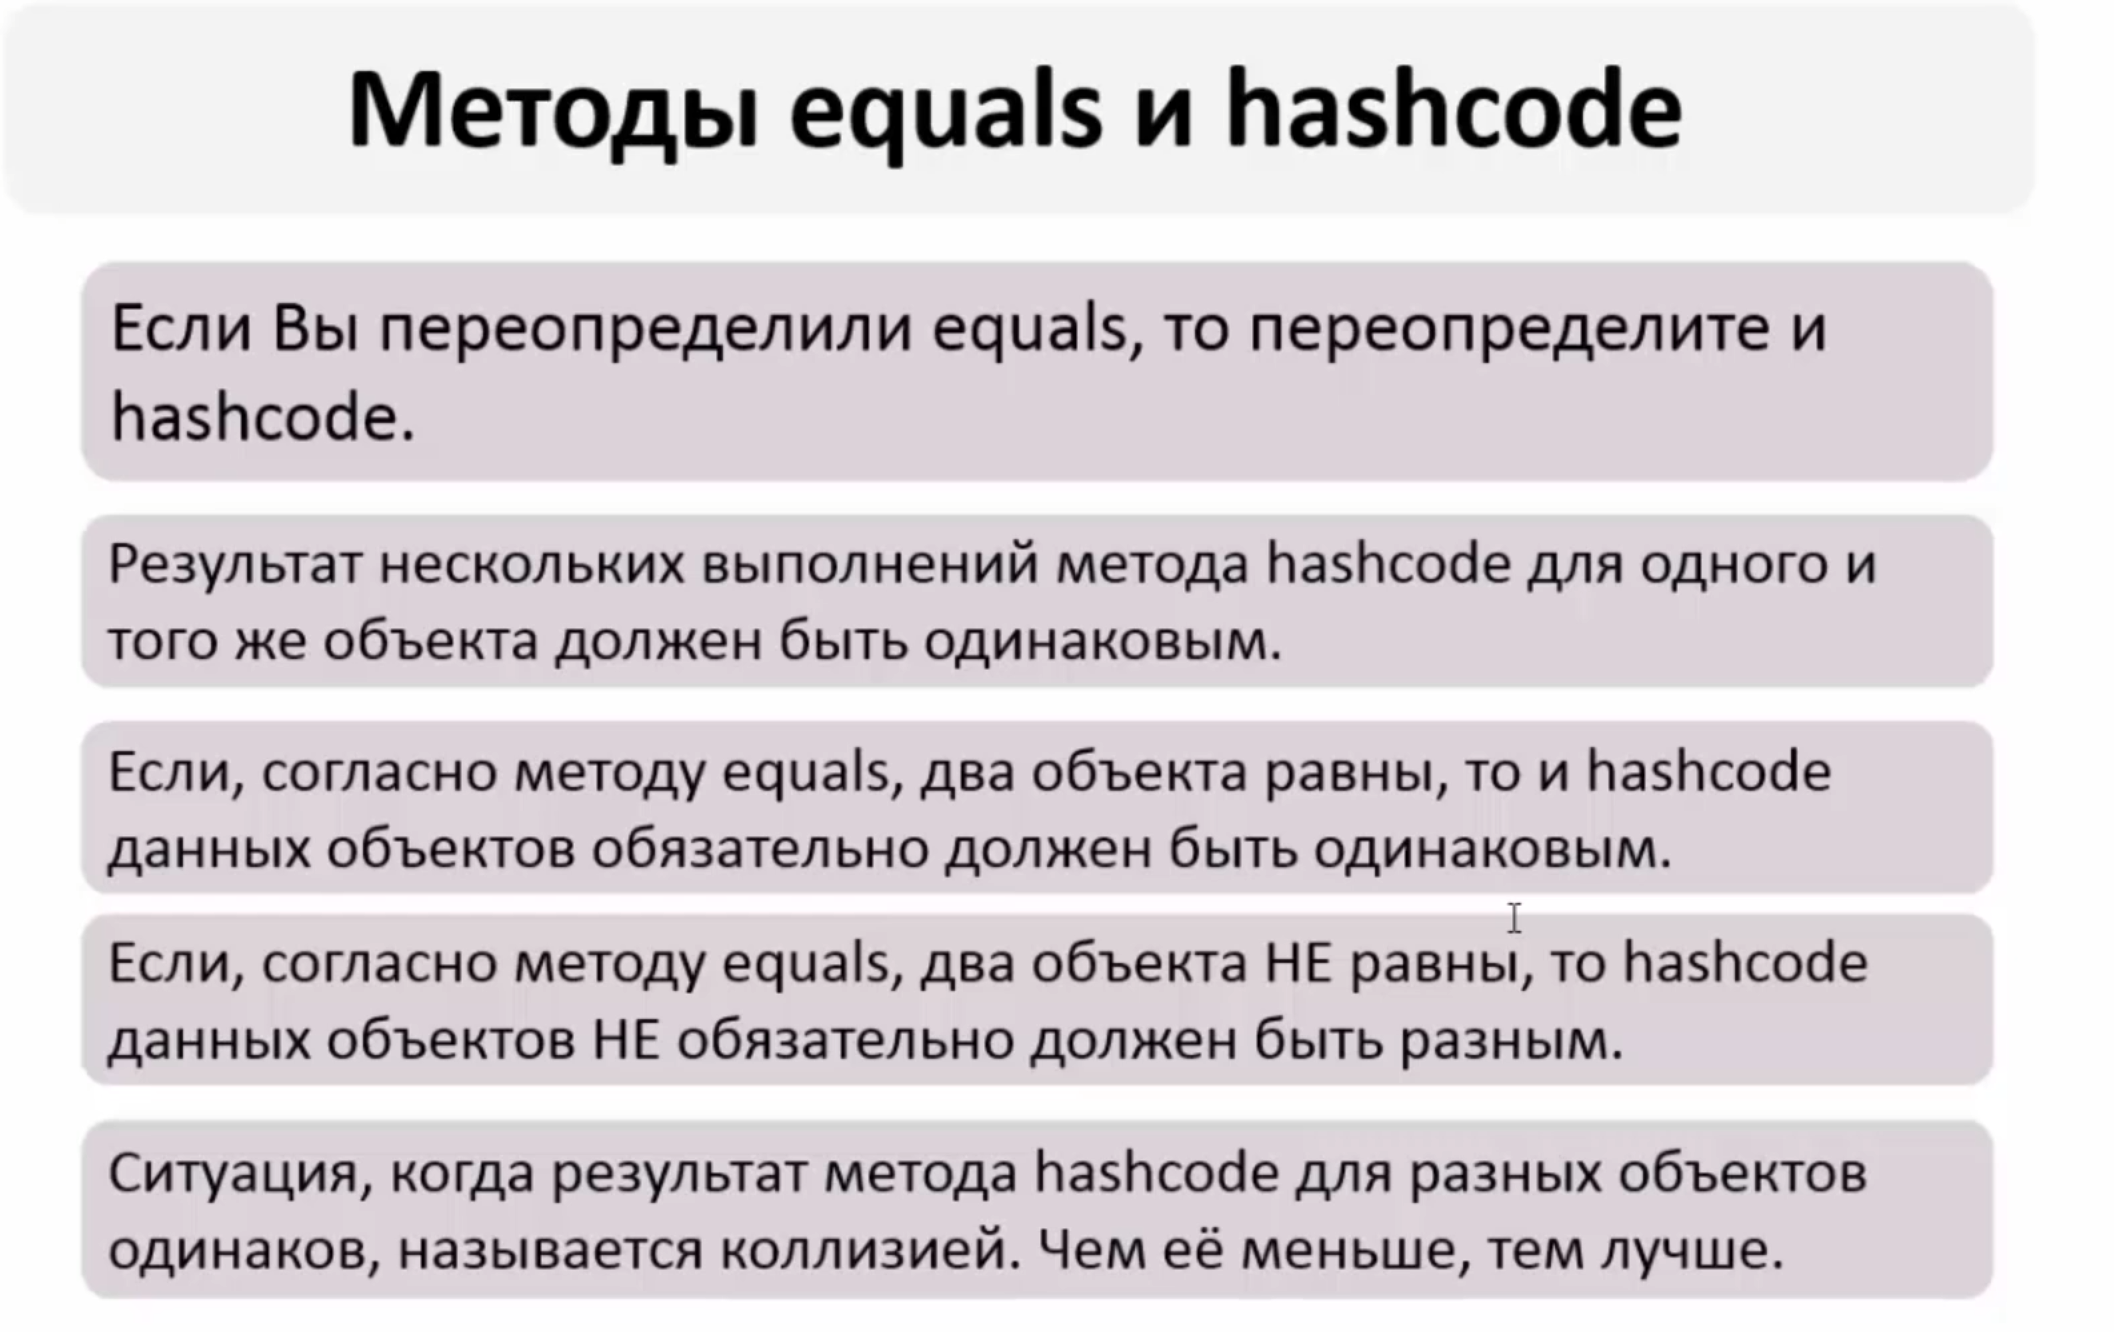 Методы equals и hashcode
Если Вы переопределили equals, то переопределите и
hashcode.
Результат нескольких выполнений метода hashcode для одного и
того же объекта должен быть одинаковым.
Если, согласно методу equals, два объекта равны, то и hashcode
данных объектов обязательно должен быть одинаковым.
Если, согласно методу equals, два объекта НЕ равны, то hashcode
данных объектов НЕ обязательно должен быть разным.
Ситуация, когда результат метода hashcode для разных объектов
одинаков, называется коллизией. Чем её меньше, тем лучше.